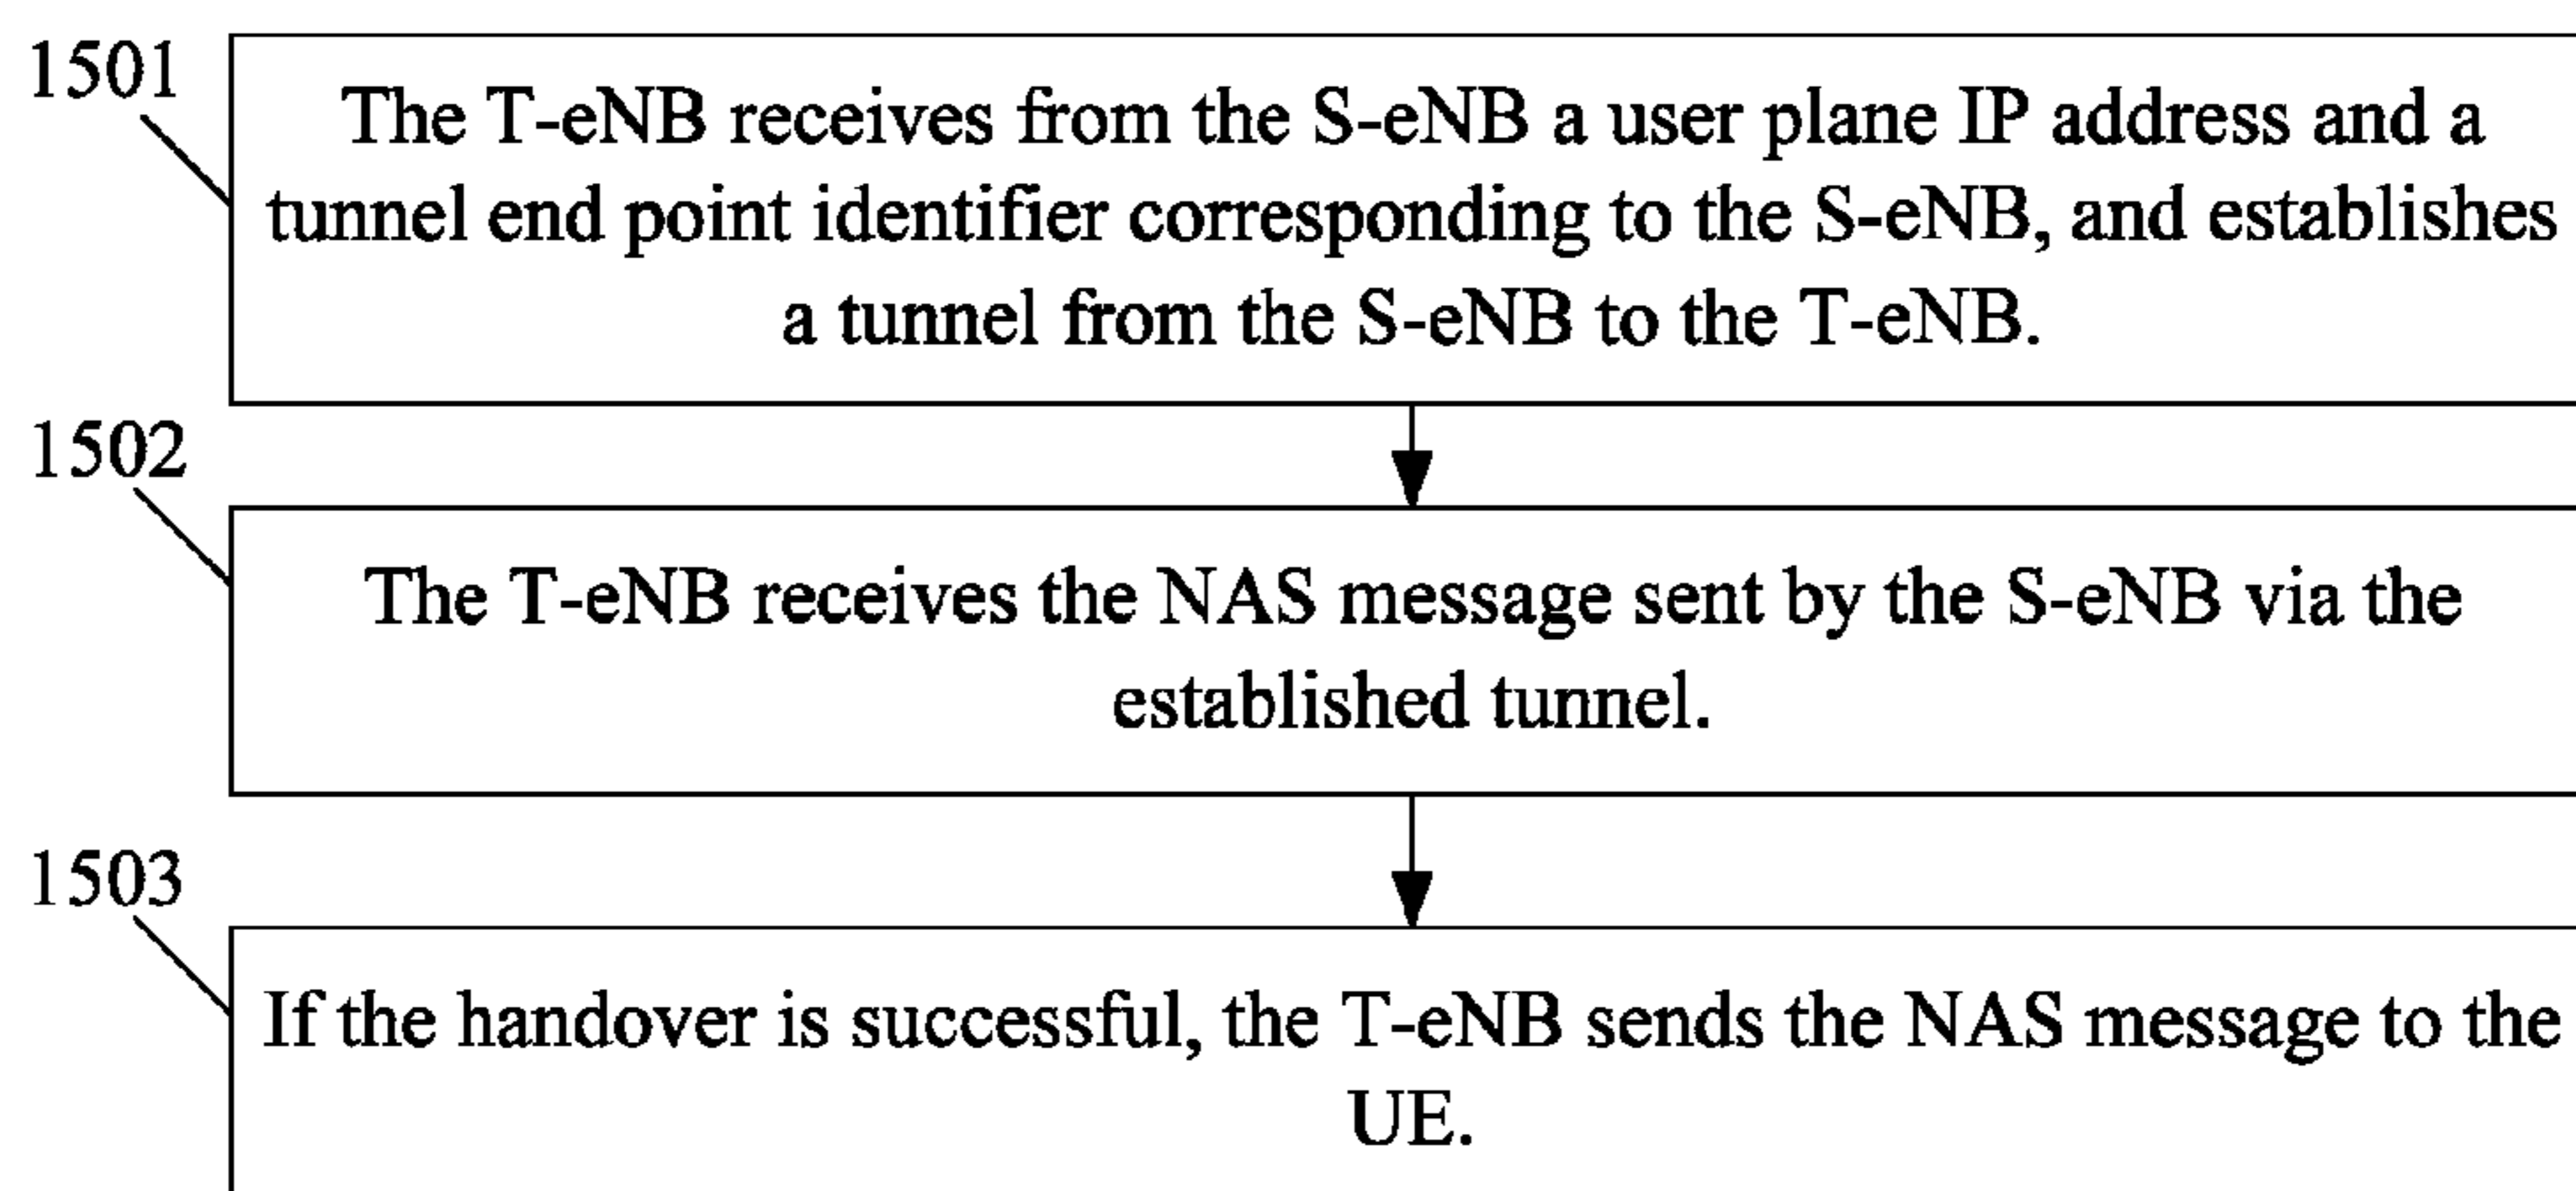 1501
The T-eNB receives from the S-eNB a user plane IP address and a
tunnel end point identifier corresponding to the S-eNB, and establishes
a tunnel from the S-eNB to the T-eNB.
1502
The T-eNB receives the NAS message sent by the S-eNB via the
established tunnel.
1503
If the handover is successful, the T-eNB sends the NAS message to the
UE.